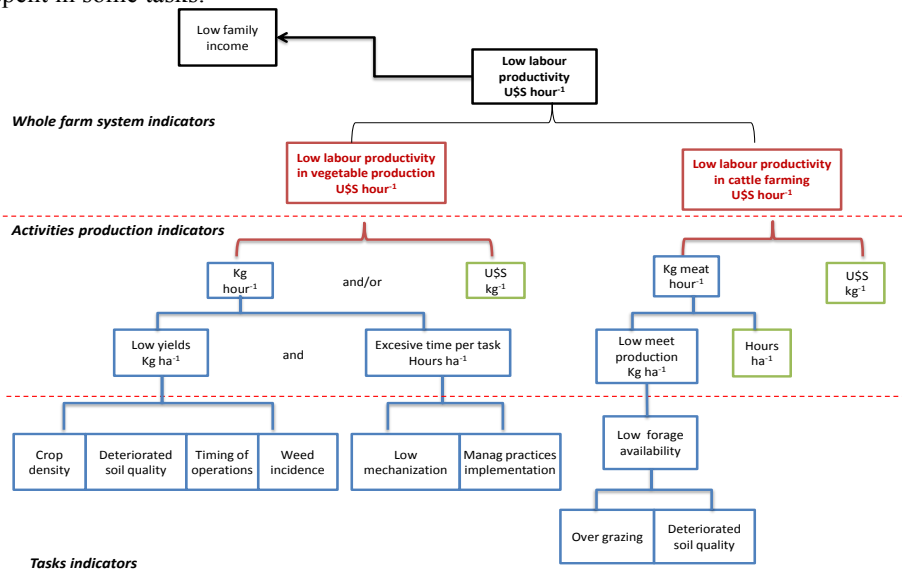 spent in some tasks.
Low family
income
Low labour
productivity
U$S hour-1
Whole farm system indicators
Low labour productivity
in vegetable production
U$S hour-1
Low labour productivity
in cattle farming
U$S hour-1
Activities production indicators
Kg
hour-1
and/or
U$S
kg-1
Kg meat
hour-1
U$S
kg-1
Low yields
Kg ha-1
and
Excesive time per task
Hours ha-1
Low meet
production
Kg ha-1
Hours
ha-1
Crop
density
Deteriorated
soil quality
Timing of
operations
Weed
incidence
Low
mechanization
Manag practices
implementation
Low forage
availability
Over grazing
Deteriorated
soil quality
Tasks indicators